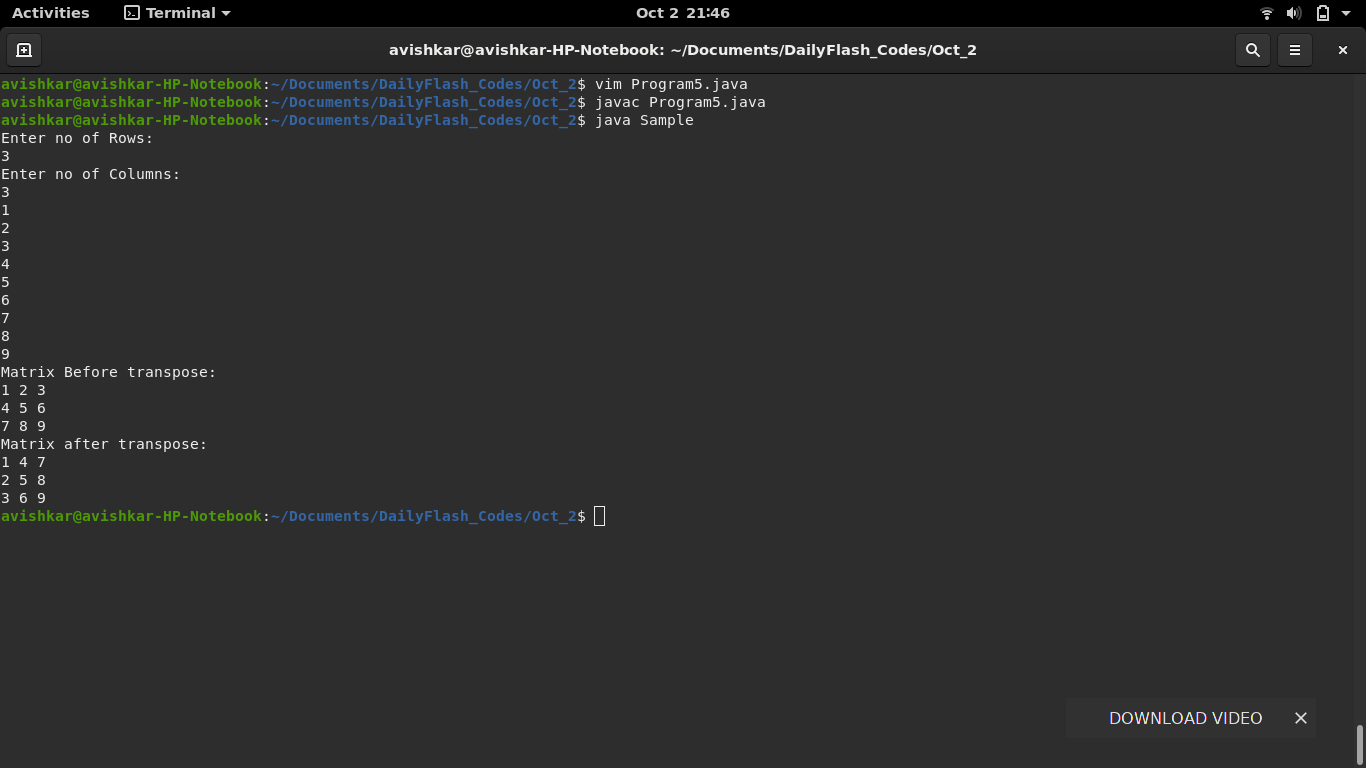 Activities Terminal Oct 2 21:46
avishkar@avishkar-HP-Notebook: ~/Documents/DailyFlash_Codes/Oct_2
avishkar@avishkar-HP-Notebook:~/Documents/DailyFlash_Codes/Oct_2$ vim Program5.java
avishkar@avishkar-HP-Notebook:~/Documents/DailyFlash_Codes/Oct_2$ javac Program5.java
avishkar@avishkar-HP-Notebook:~/Documents/DailyFlash_Codes/Oct_2$ java Sample
Enter no of Rows:
3
Enter no of Columns:
3
1
2
3
4
5
6
7
8
9
Matrix Before transpose:
1 2 3
4 5 6
7 8 9
Matrix after transpose:
1 4 7
2 5 8
3 6 9
avishkar@avishkar-HP-Notebook:~/Documents/DailyFlash_Codes/Oct_2$
DOWNLOAD VIDEO